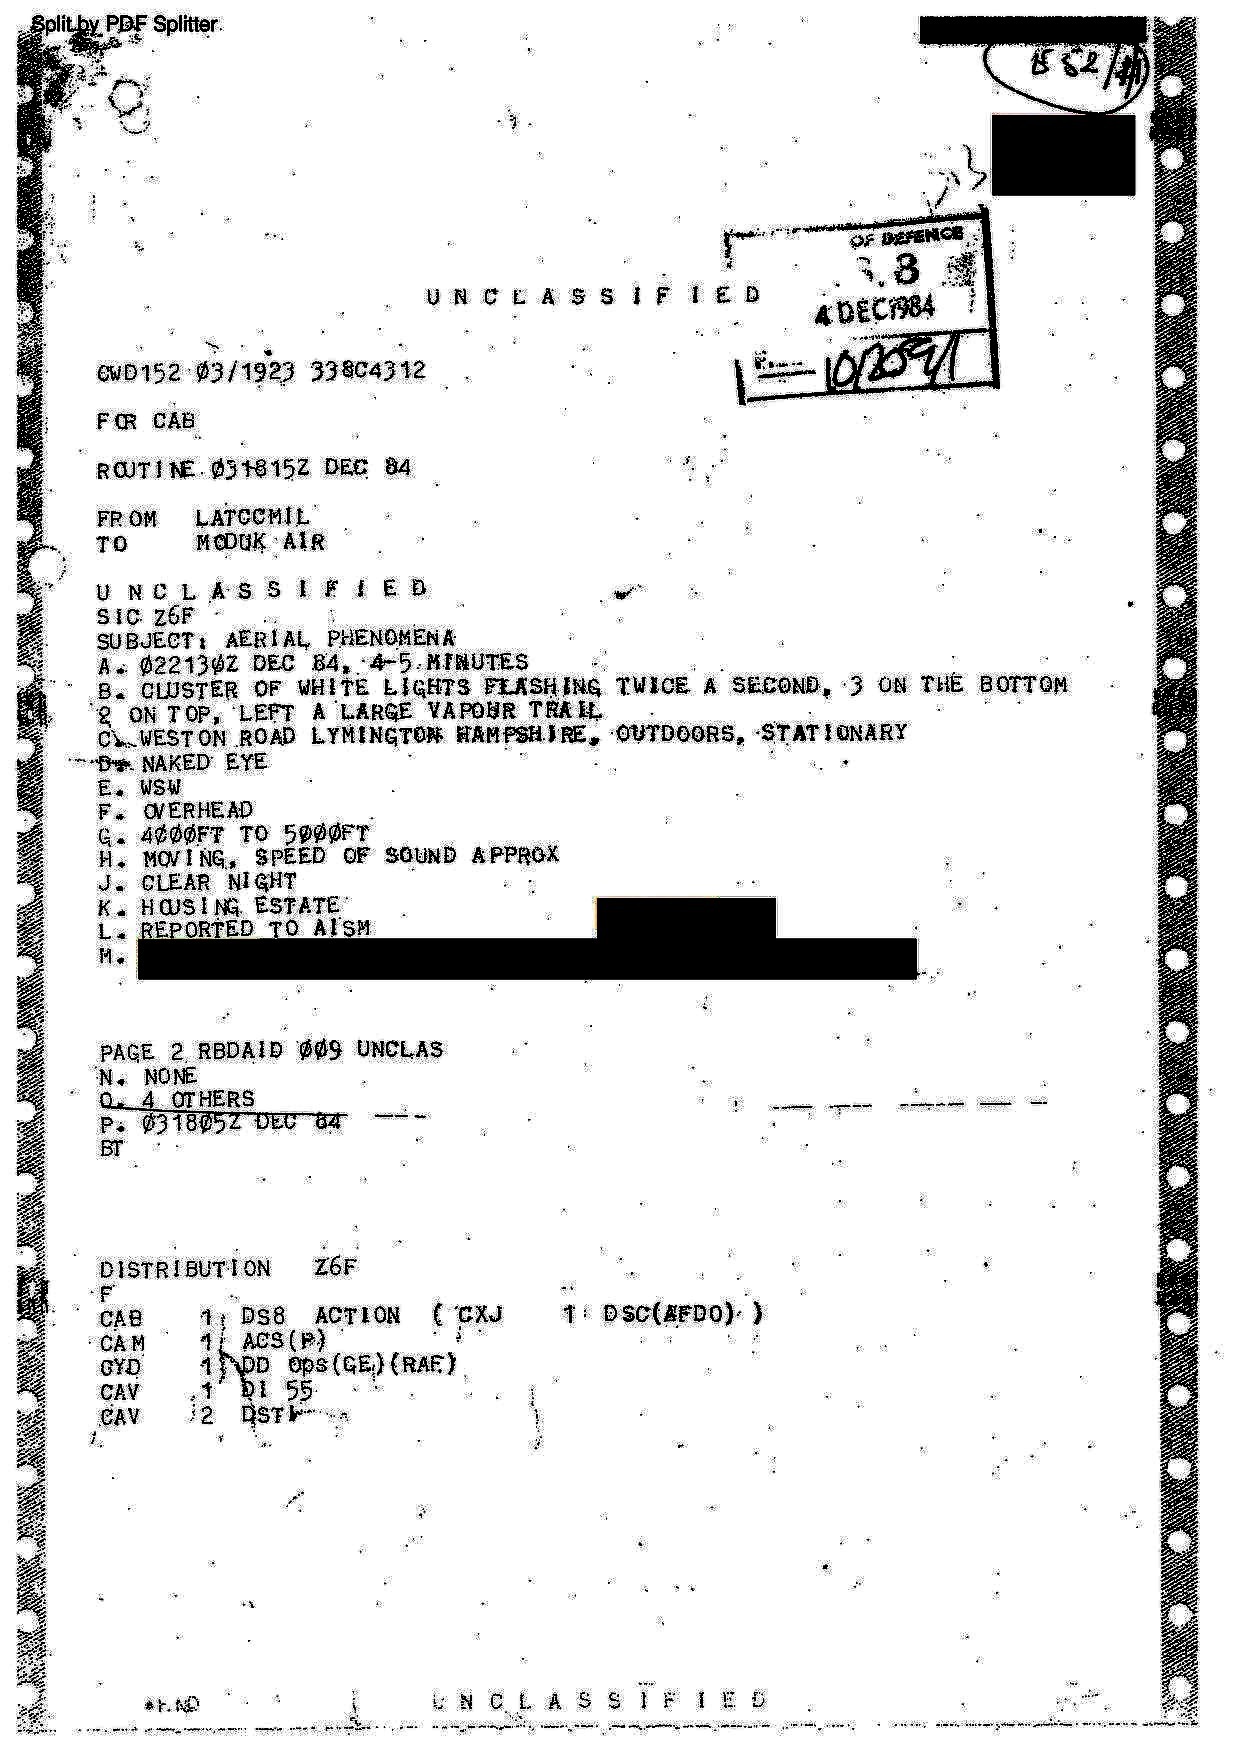 Split by PDF Splitter
OF DEFENCE
3
UNCLASSIFIED
4 DEC 1984
CWD152 Ø3/1923 338C4312
FOR CAB
ROUTINE Ø31815Z DEC 84
FROM LATCCMIL
TO MODUK AIR
UNCLASSIFIED
SIC Z6F
SUBJECT: AERIAL PHENOMENA
A. Ø2213ØZ DEC 84, 4-5 MINUTES
B. CLUSTER OF WHITE LIGHTS FLASHING TWICE A SECOND, 3 ON THE BOTTOM
2 ON TOP, LEFT A LARGE VAPOUR TRAIL
C. WESTON ROAD LYMINGTON HAMPSHIRE, OUTDOORS, STATIONARY
D. NAKED EYE
E. WSW
F. OVERHEAD
G. 4ØØØFT TO 5ØØØFT
H. MOVING, SPEED OF SOUND APPROX
J. CLEAR NIGHT
K. HOUSING ESTATE
L. REPORTED TO AISM
M.
PAGE 2 RBDAID ØØ9 UNCLAS
N. NONE
O. 4 OTHERS
P. Ø318Ø5Z DEC 84
BT
DISTRIBUTION Z6F
F
CAB 1 DS8 ACTION ( CXJ 1 DSC(AFDO) )
CAM 1 ACS(P)
CYD 1 DD Ops(GE)(RAF)
CAV 1 DI 55
CAV 2 DSTI
UNCLASSIFIED